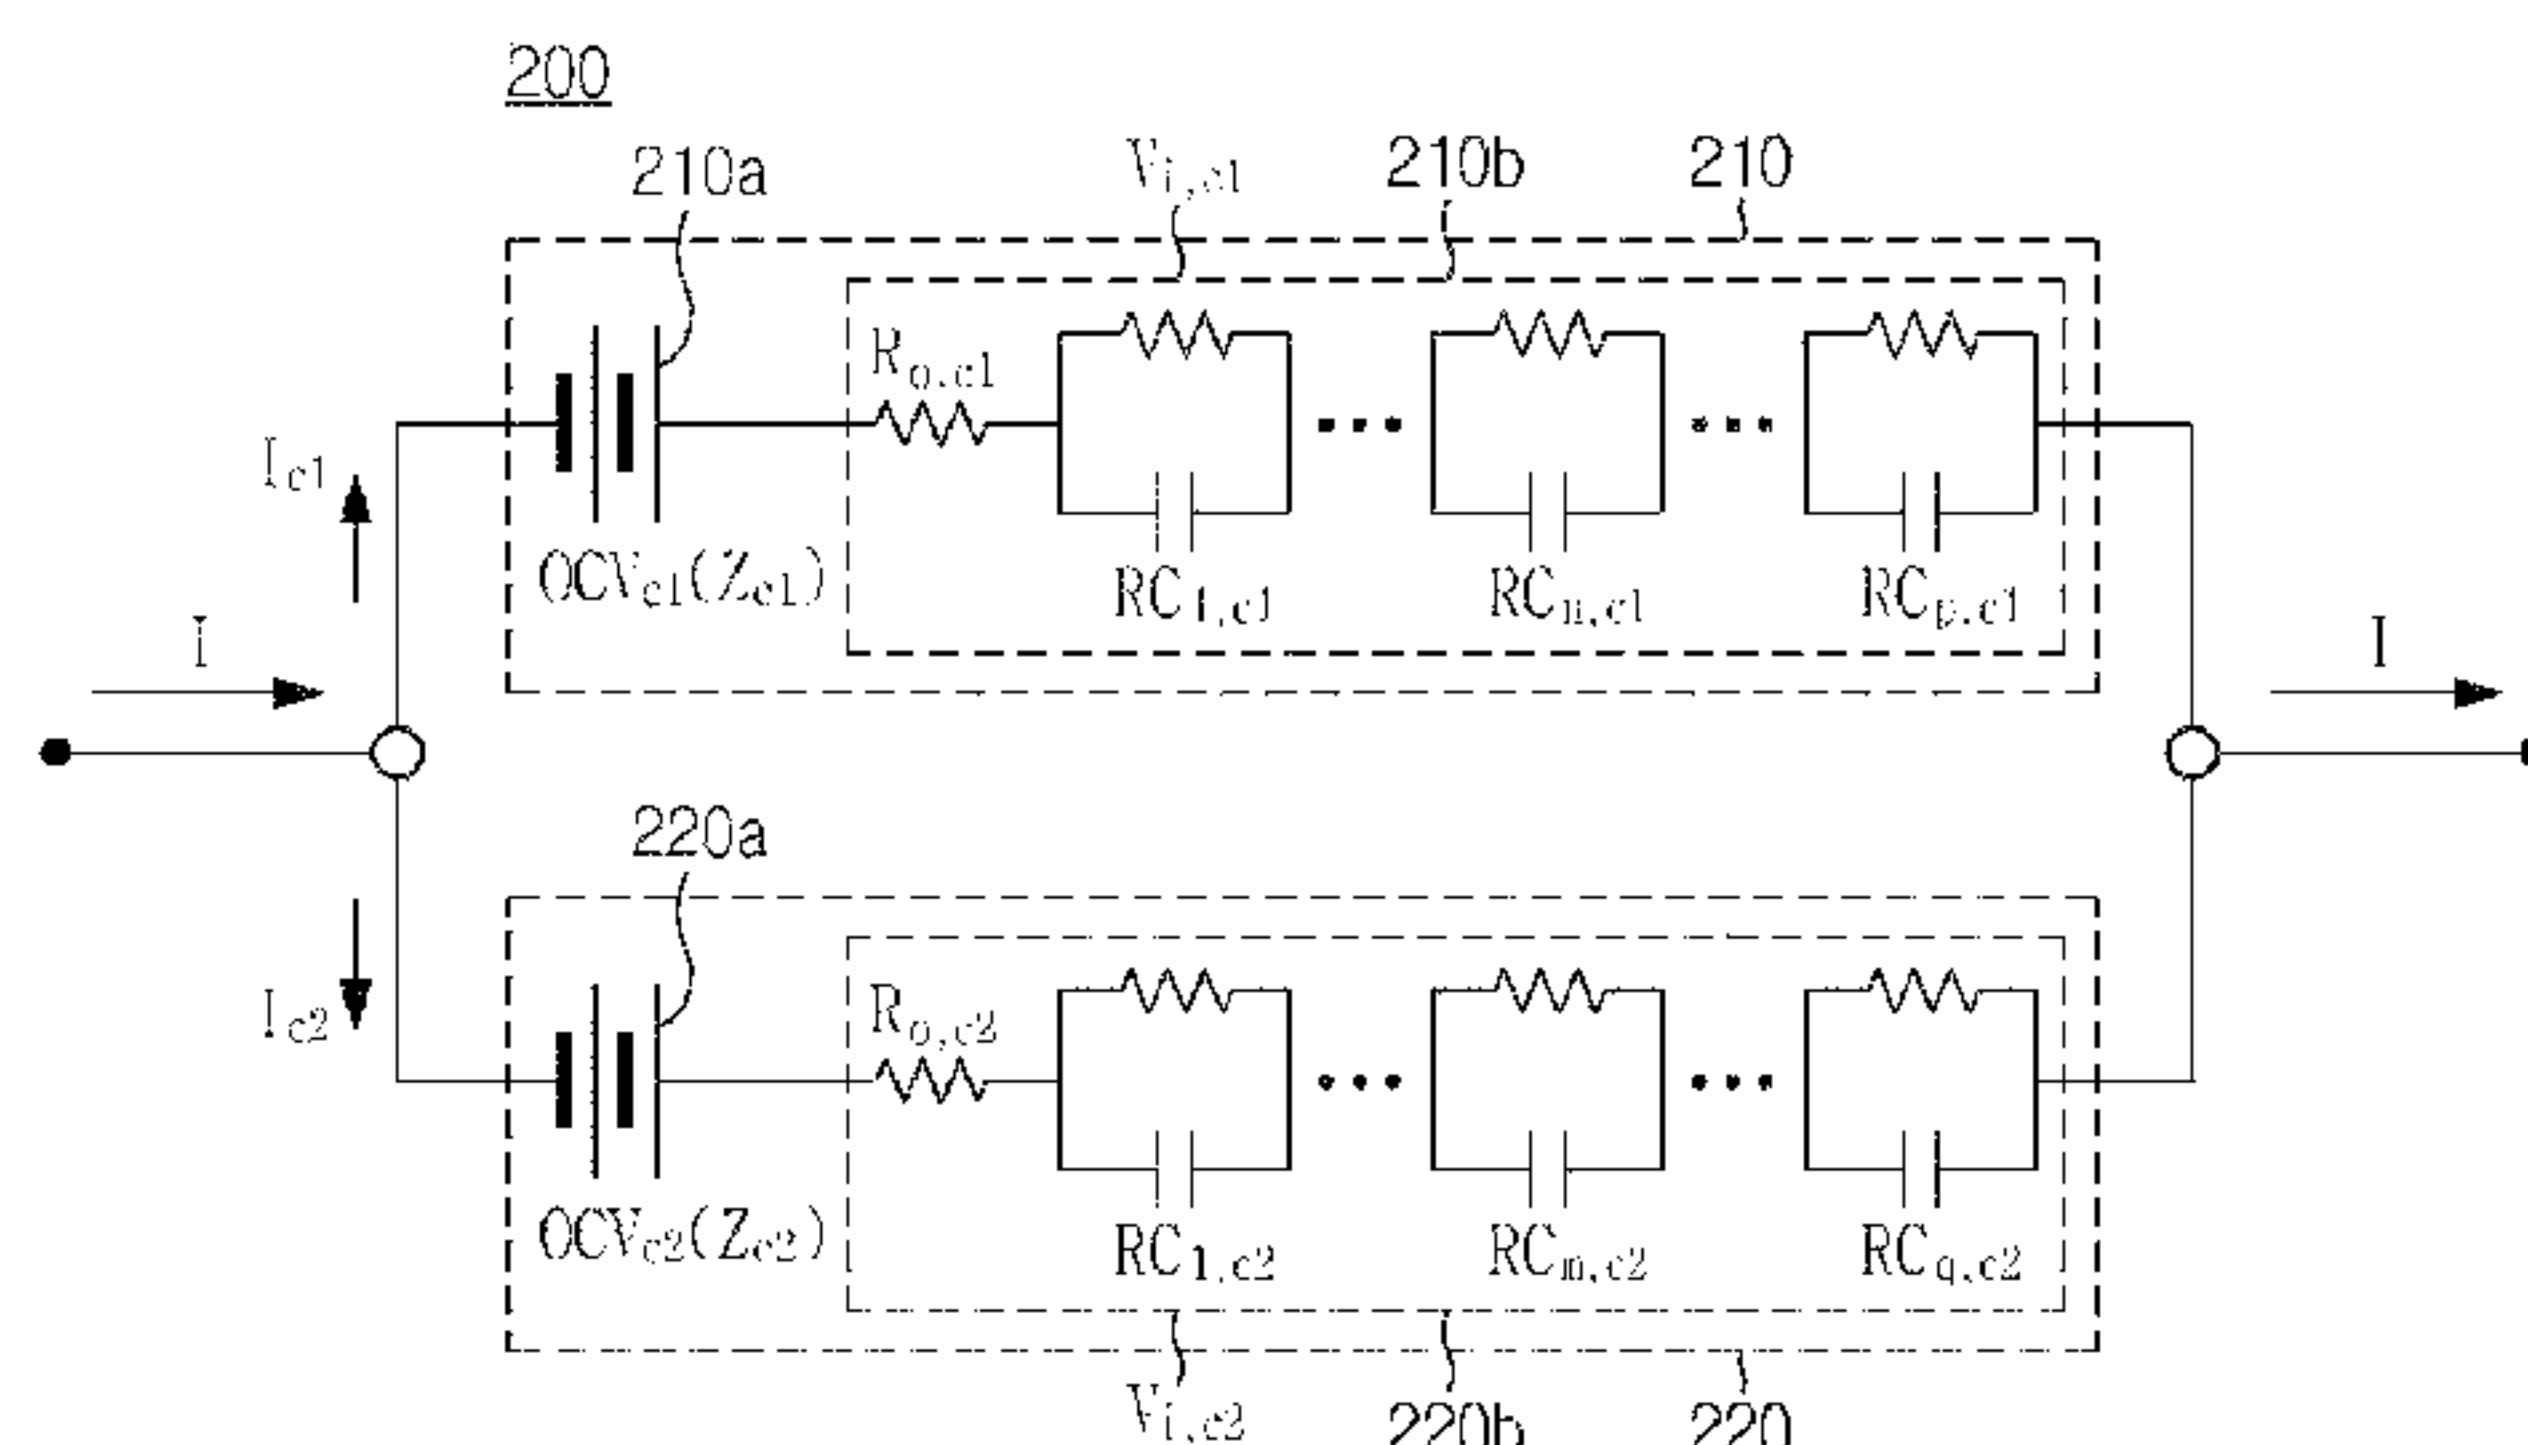 200
210a
Vi,c1
210b
210
Ro,c1
Ic1
OCVc1(Zc1)
RC1,c1
RCn,c1
RCp,c1
I
I
220a
Ro,c2
Ic2
OCVc2(Zc2)
RC1,c2
RCm,c2
RCq,c2
Vi,c2
220b
220